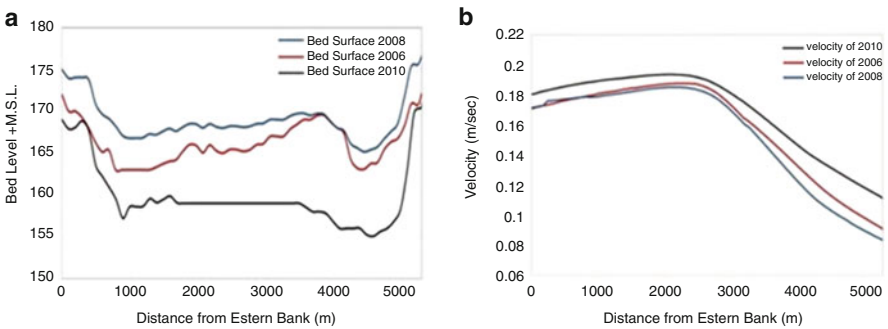 a
180
175
170
165
160
155
150
Bed Level +M.S.L.
Bed Surface 2008
Bed Surface 2006
Bed Surface 2010
0 1000 2000 3000 4000 5000
Distance from Estern Bank (m)
b
0.22
0.2
0.18
0.16
0.14
0.12
0.1
0.08
0.06
Velocity (m/sec)
velocity of 2010
velocity of 2006
velocity of 2008
0 1000 2000 3000 4000 5000
Distance from Estern Bank (m)